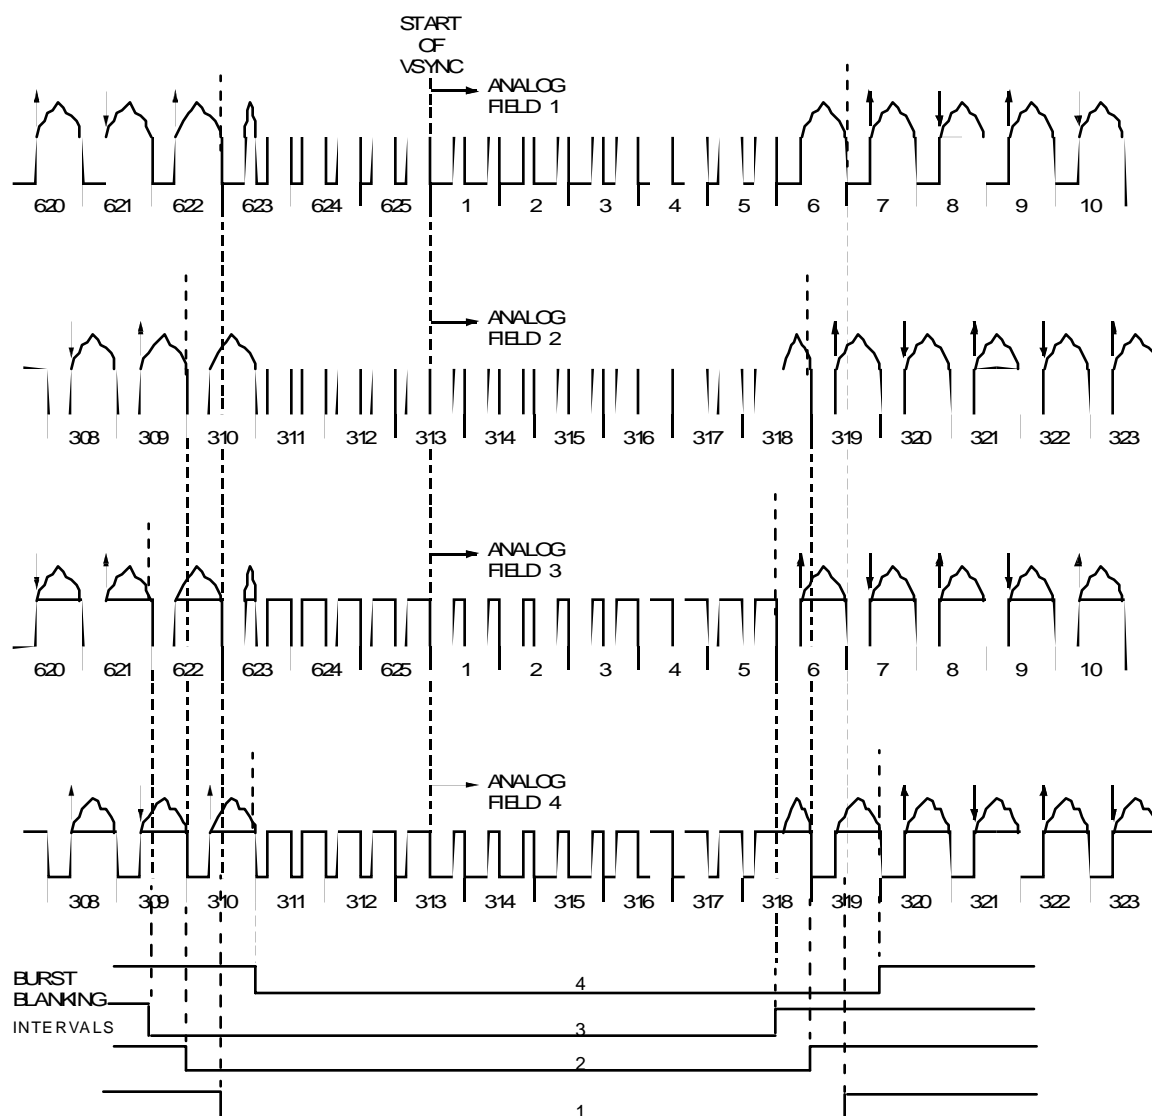 START
OF
VSYNC
ANALOG
FIELD 1
620 621 622 623 624 625 1 2 3 4 5 6 7 8 9 10
ANALOG
FIELD 2
308 309 310 311 312 313 314 315 316 317 318 319 320 321 322 323
ANALOG
FIELD 3
620 621 622 623 624 625 1 2 3 4 5 6 7 8 9 10
ANALOG
FIELD 4
308 309 310 311 312 313 314 315 316 317 318 319 320 321 322 323
BURST
BLANKING
INTERVALS
4
3
2
1